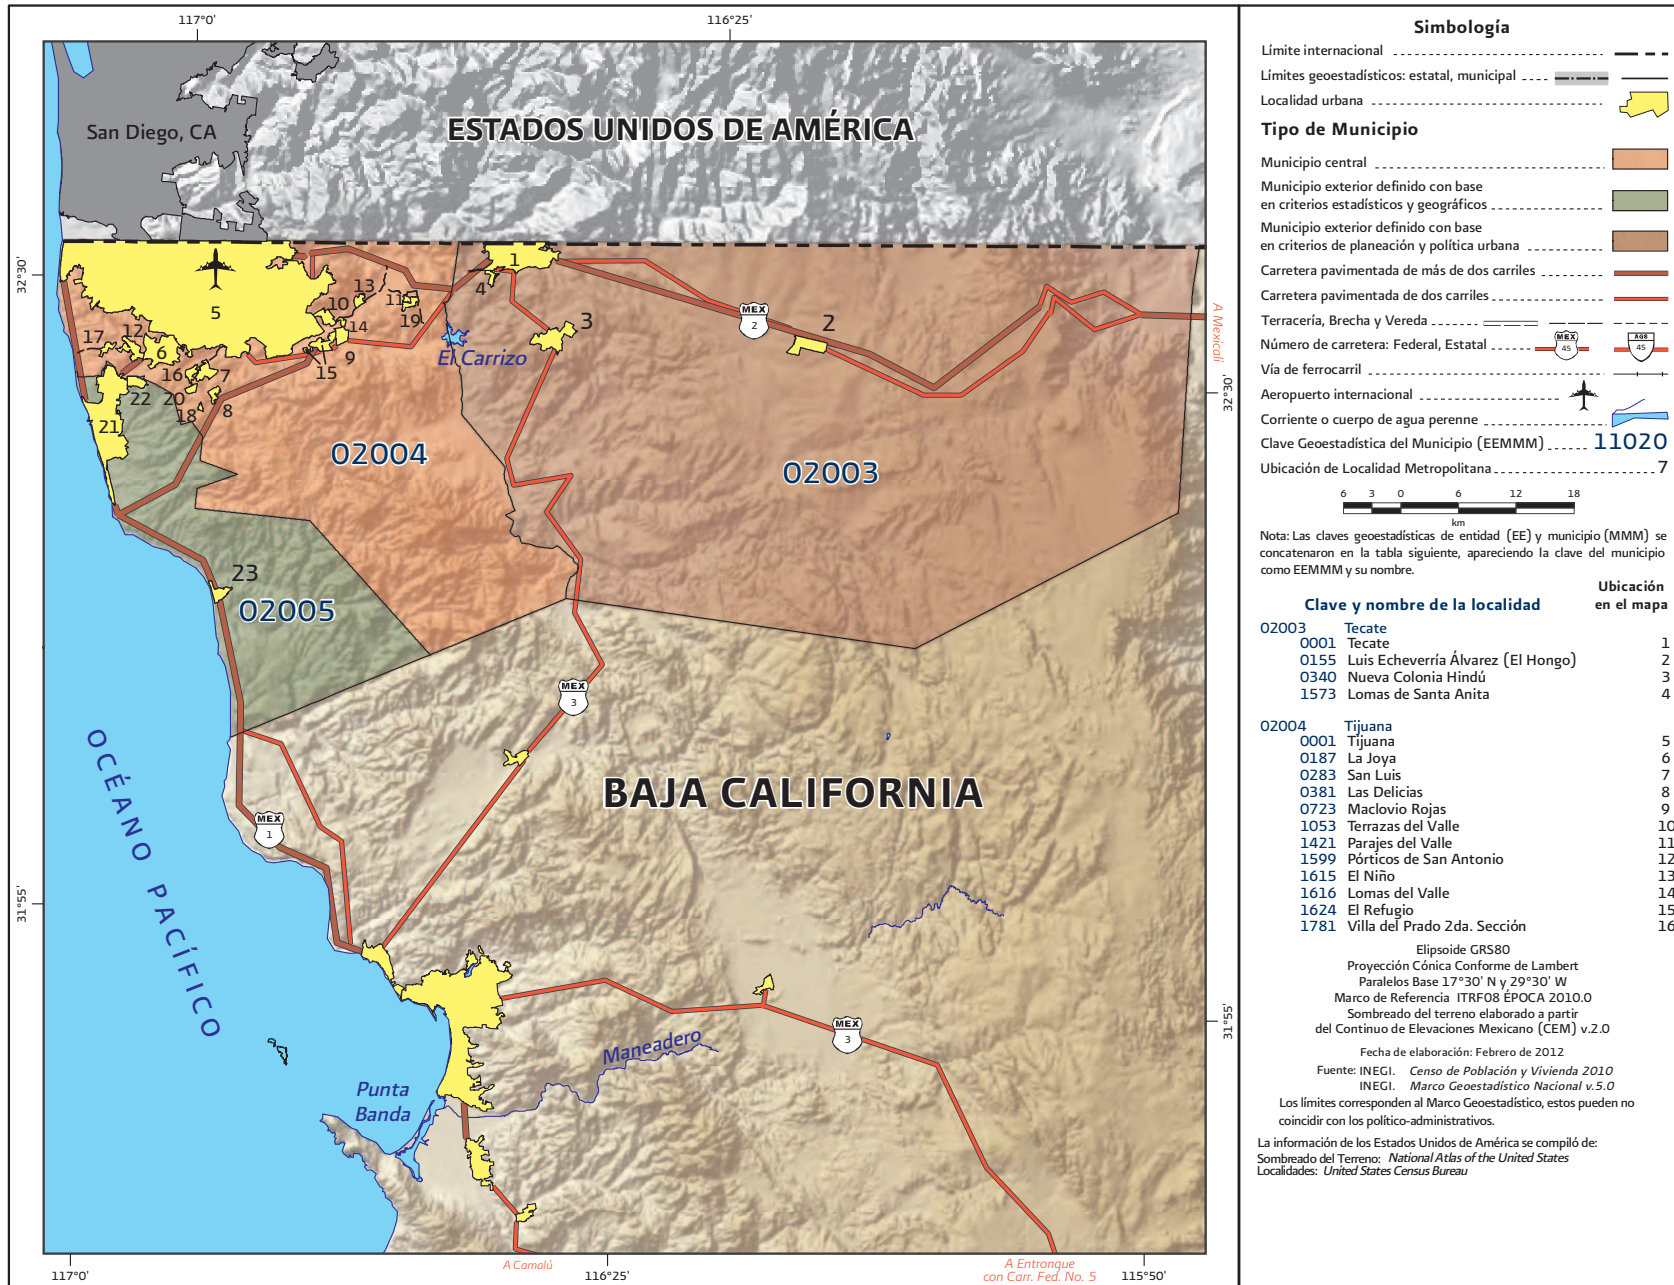 117°0'
116°25'
32°30'
31°55'
San Diego, CA
ESTADOS UNIDOS DE AMÉRICA
1
4
13
10
11
19
14
5
3
MEX
2
2
A Mexicali
El Carrizo
17
12
6
9
15
16
7
22
20
18
8
21
32°30'
02004
02003
23
02005
MEX
3
OCÉANO PACÍFICO
BAJA CALIFORNIA
MEX
1
31°55'
MEX
3
Maneadero
Punta
Banda
A Camalú
A Entronque
con Carr. Fed. No. 5
117°0'
116°25'
115°50'
Simbología
Límite internacional
Límites geoestadísticos: estatal, municipal
Localidad urbana
Tipo de Municipio
Municipio central
Municipio exterior definido con base
en criterios estadísticos y geográficos
Municipio exterior definido con base
en criterios de planeación y política urbana
Carretera pavimentada de más de dos carriles
Carretera pavimentada de dos carriles
Terracería, Brecha y Vereda
Número de carretera: Federal, Estatal MEX 45 AGS 45
Vía de ferrocarril
Aeropuerto internacional
Corriente o cuerpo de agua perenne
Clave Geoestadística del Municipio (EEMMM) 11020
Ubicación de Localidad Metropolitana 7
6 3 0 6 12 18
km
Nota: Las claves geoestadísticas de entidad (EE) y municipio (MMM) se
concatenaron en la tabla siguiente, apareciendo la clave del municipio
como EEMMM y su nombre.
Clave y nombre de la localidad Ubicación
en el mapa
02003 Tecate
0001 Tecate 1
0155 Luis Echeverría Álvarez (El Hongo) 2
0340 Nueva Colonia Hindú 3
1573 Lomas de Santa Anita 4
02004 Tijuana
0001 Tijuana 5
0187 La Joya 6
0283 San Luis 7
0381 Las Delicias 8
0723 Maclovio Rojas 9
1053 Terrazas del Valle 10
1421 Parajes del Valle 11
1599 Pórticos de San Antonio 12
1615 El Niño 13
1616 Lomas del Valle 14
1624 El Refugio 15
1781 Villa del Prado 2da. Sección 16
Elipsoide GRS80
Proyección Cónica Conforme de Lambert
Paralelos Base 17°30' N y 29°30' W
Marco de Referencia ITRF08 ÉPOCA 2010.0
Sombreado del terreno elaborado a partir
del Continuo de Elevaciones Mexicano (CEM) v.2.0
Fecha de elaboración: Febrero de 2012
Fuente: INEGI. Censo de Población y Vivienda 2010
INEGI. Marco Geoestadístico Nacional v.5.0
Los límites corresponden al Marco Geoestadístico, estos pueden no
coincidir con los político-administrativos.
La información de los Estados Unidos de América se compiló de:
Sombreado del Terreno: National Atlas of the United States
Localidades: United States Census Bureau